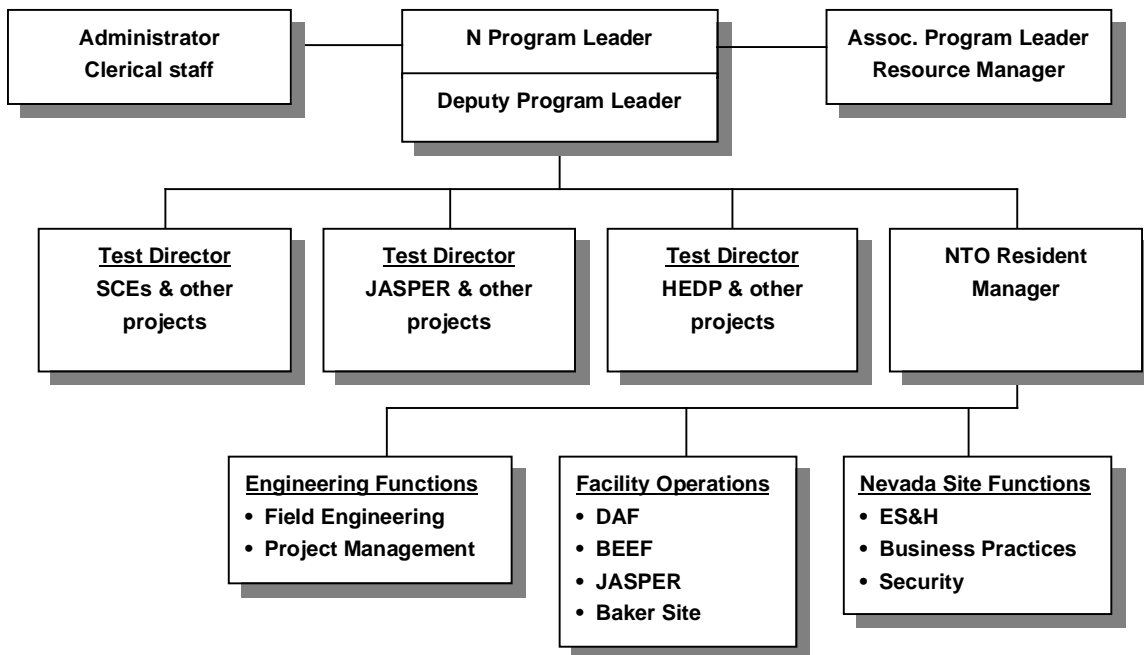 Administrator
Clerical staff
N Program Leader
Deputy Program Leader
Assoc. Program Leader
Resource Manager
Test Director
SCEs & other
projects
Test Director
JASPER & other
projects
Test Director
HEDP & other
projects
NTO Resident
Manager
Engineering Functions
• Field Engineering
• Project Management
Facility Operations
• DAF
• BEEF
• JASPER
• Baker Site
Nevada Site Functions
• ES&H
• Business Practices
• Security